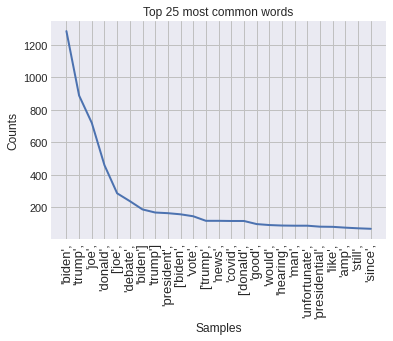 Top 25 most common words
Counts
1200
1000
800
600
400
200
'biden',
'trump',
'joe',
'donald',
['joe',
'debate',
'biden']
'trump']
'president',
['biden',
'vote',
['trump',
'news',
'covid',
['donald',
'good',
'would',
'hearing',
'man',
'unfortunate',
'presidential',
'like',
'amp',
'still',
'since',
Samples